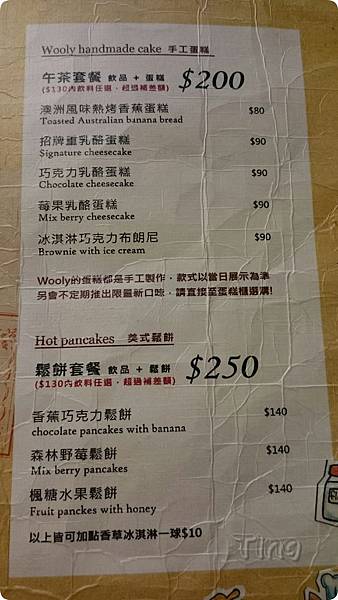 Wooly handmade cake 手工蛋糕
午茶套餐 飲品 + 蛋糕 $200
($130內飲料任選．超過補差額)
澳洲風味熱烤香蕉蛋糕 $80
Toasted Australian banana bread
招牌重乳酪蛋糕 $90
Signature cheesecake
巧克力乳酪蛋糕 $90
Chocolate cheesecake
莓果乳酪蛋糕 $90
Mix berry cheesecake
冰淇淋巧克力布朗尼 $90
Brownie with ice cream
Wooly的蛋糕都是手工製作，款式以當日展示為準
另會不定期推出限量新口味，請直接至蛋糕櫃選購!
Hot pancakes 美式鬆餅
鬆餅套餐 飲品 + 鬆餅 $250
($130內飲料任選．超過補差額)
香蕉巧克力鬆餅 $140
chocolate pancakes with banana
森林野莓鬆餅 $140
Mix berry pancakes
楓糖水果鬆餅 $140
Fruit panckes with honey
以上皆可加點香草冰淇淋一球$10
Ting